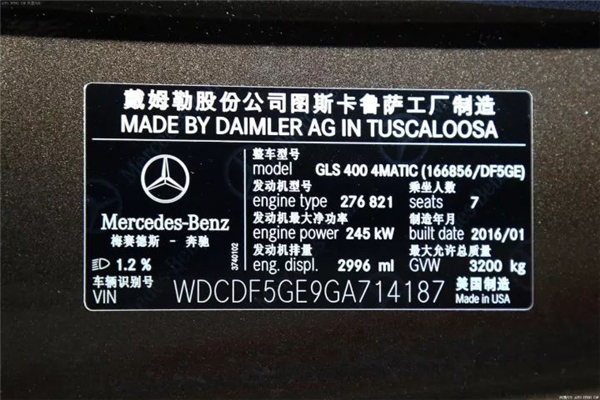 戴姆勒股份公司图斯卡鲁萨工厂制造
MADE BY DAIMLER AG IN TUSCALOOSA
整车型号
model GLS 400 4MATIC (166856/DF5GE)
发动机型号 乘坐人数
engine type 276 821 seats 7
发动机最大净功率 制造年月
engine power 245 kW built date 2016/01
发动机排量 最大允许总质量
eng. displ. 2996 ml GVW 3200 kg
Mercedes-Benz
梅赛德斯 - 奔驰
1.2 %
3740102
车辆识别号
VIN WDCDF5GE9GA714187
美国制造
Made in USA